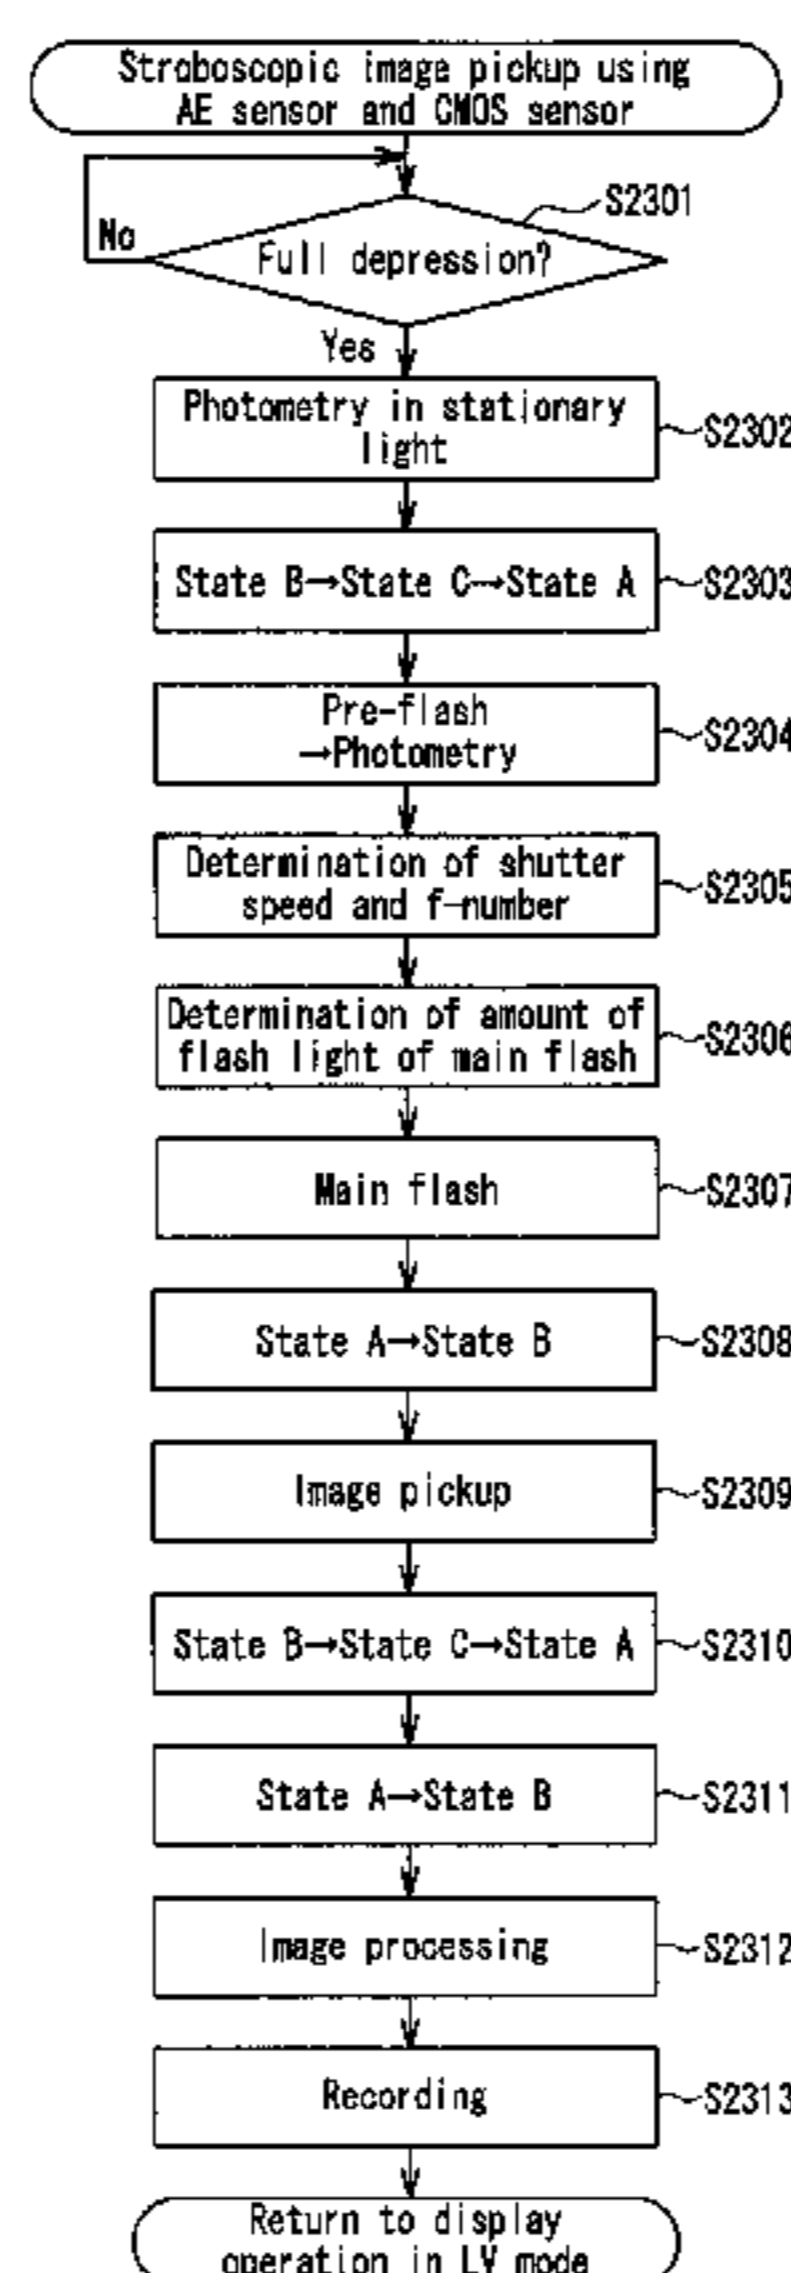 Stroboscopic image pickup using
AE sensor and CMOS sensor
S2301
No
Full depression?
Yes
Photometry in stationary
light
S2302
State B→State C→State A
S2303
Pre-flash
→Photometry
S2304
Determination of shutter
speed and f-number
S2305
Determination of amount of
flash light of main flash
S2306
Main flash
S2307
State A→State B
S2308
Image pickup
S2309
State B→State C→State A
S2310
State A→State B
S2311
Image processing
S2312
Recording
S2313
Return to display
operation in LV mode